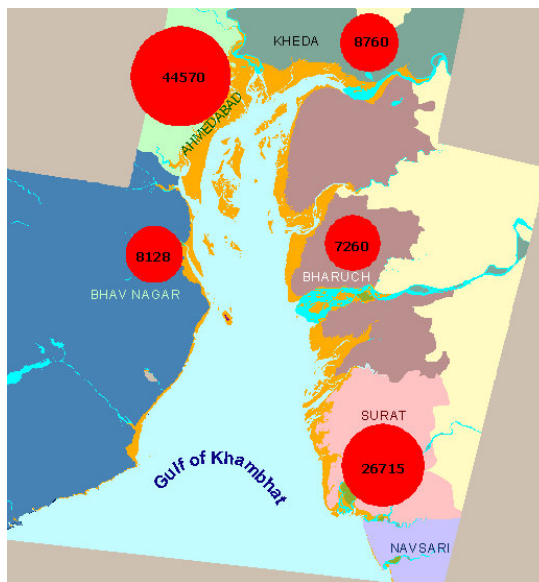 KHEDA
8760
44570
AHMEDABAD
8128
BHAV NAGAR
7260
BHARUCH
SURAT
26715
Gulf of Khambhat
NAVSARI